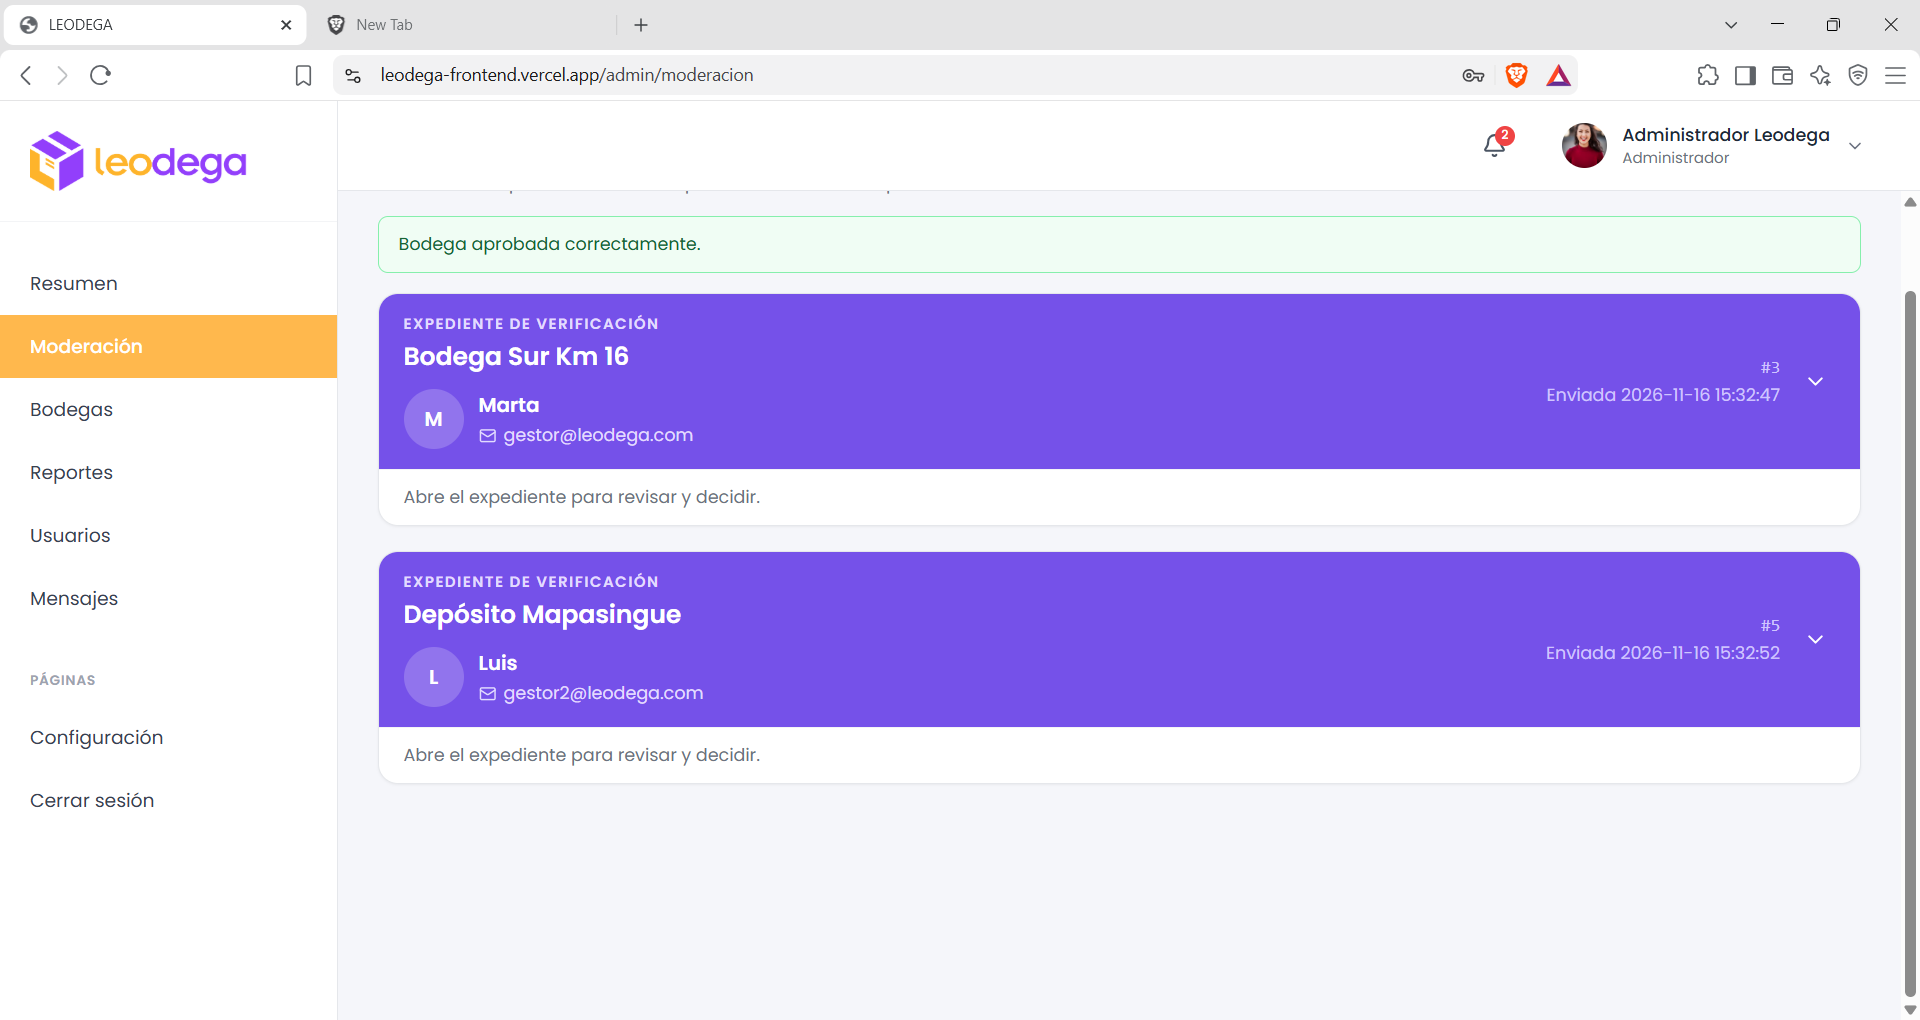 LEODEGA
New Tab
leodega-frontend.vercel.app/admin/moderacion
leodega
2
Administrador Leodega
Administrador
Resumen
Moderación
Bodegas
Reportes
Usuarios
Mensajes
PÁGINAS
Configuración
Cerrar sesión
Bodega aprobada correctamente.
EXPEDIENTE DE VERIFICACIÓN
Bodega Sur Km 16
M
Marta
gestor@leodega.com
#3
Enviada 2026-11-16 15:32:47
Abre el expediente para revisar y decidir.
EXPEDIENTE DE VERIFICACIÓN
Depósito Mapasingue
L
Luis
gestor2@leodega.com
#5
Enviada 2026-11-16 15:32:52
Abre el expediente para revisar y decidir.